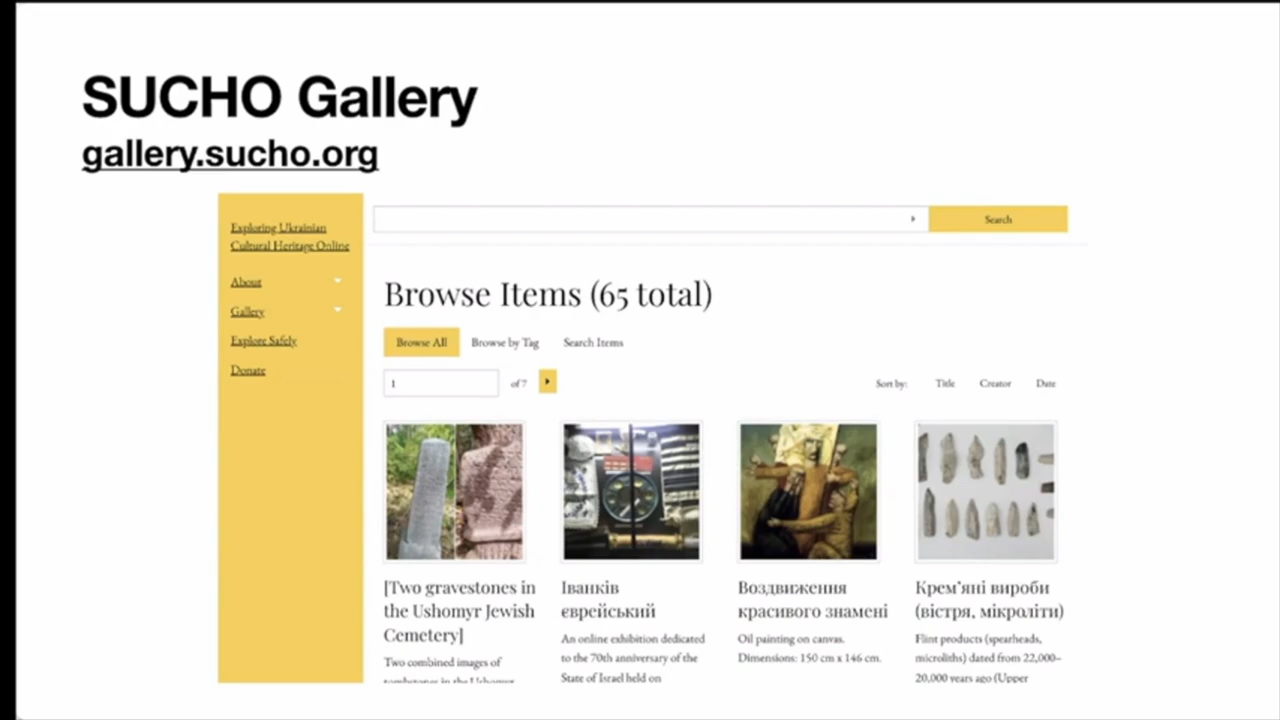 SUCHO Gallery
gallery.sucho.org
Exploring Ukrainian
Cultural Heritage Online
About
Gallery
Explore Safely
Donate
Search
Browse Items (65 total)
Browse All
Browse by Tag
Search Items
1
of 7
Sort by:
Title
Creator
Date
[Two gravestones in
the Ushomyr Jewish
Cemetery]
Two combined images of
tombstones in the Ushomyr
Іванків
єврейський
An online exhibition dedicated
to the 70th anniversary of the
State of Israel held on
Воздвиження
красивого знамені
Oil painting on canvas.
Dimensions: 150 cm x 146 cm.
Крем'яні вироби
(вістря, мікроліти)
Flint products (spearheads,
microliths) dated from 22,000–
20,000 years ago (Upper